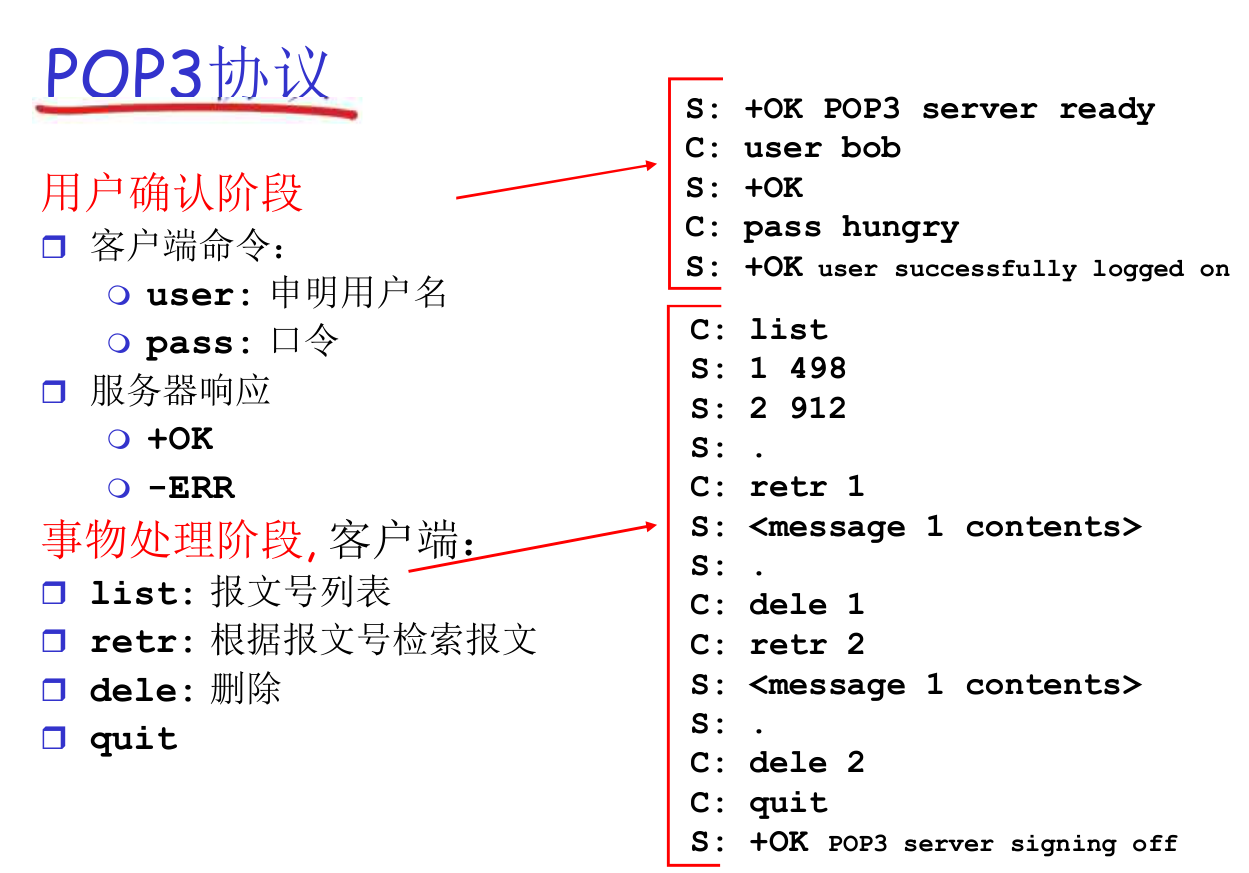 POP3协议
用户确认阶段
客户端命令:
user: 申明用户名
pass: 口令
服务器响应
+OK
-ERR
事物处理阶段, 客户端:
list: 报文号列表
retr: 根据报文号检索报文
dele: 删除
quit
S: +OK POP3 server ready
C: user bob
S: +OK
C: pass hungry
S: +OK user successfully logged on
C: list
S: 1 498
S: 2 912
S: .
C: retr 1
S: <message 1 contents>
S: .
C: dele 1
C: retr 2
S: <message 1 contents>
S: .
C: dele 2
C: quit
S: +OK POP3 server signing off